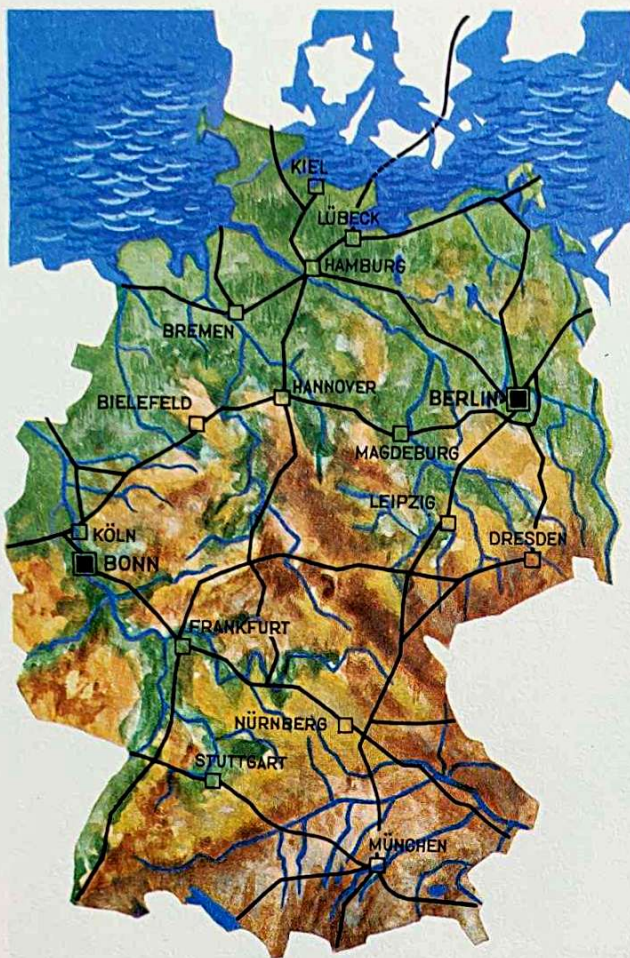 KIEL
LÜBECK
HAMBURG
BREMEN
HANNOVER
BERLIN
BIELEFELD
MAGDEBURG
LEIPZIG
KÖLN
DRESDEN
BONN
FRANKFURT
NÜRNBERG
STUTTGART
MÜNCHEN